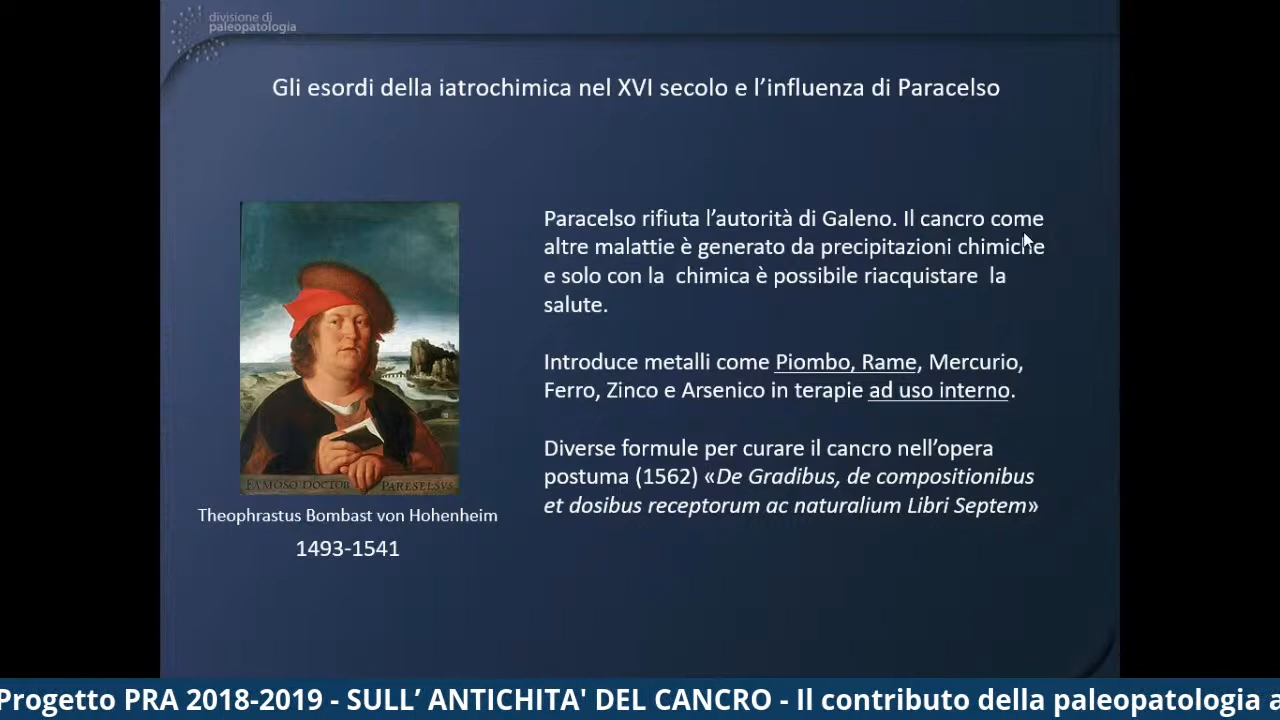 divisione di
paleopatologia
Gli esordi della iatrochimica nel XVI secolo e l’influenza di Paracelso
Paracelso rifiuta l’autorità di Galeno. Il cancro come
altre malattie è generato da precipitazioni chimiche
e solo con la chimica è possibile riacquistare la
salute.
Introduce metalli come Piombo, Rame, Mercurio,
Ferro, Zinco e Arsenico in terapie ad uso interno.
Diverse formule per curare il cancro nell’opera
postuma (1562) «De Gradibus, de compositionibus
et dosibus receptorum ac naturalium Libri Septem»
FAMOSO DOCTOR PARESELSVS
Theophrastus Bombast von Hohenheim
1493-1541
Progetto PRA 2018-2019 - SULL’ ANTICHITA' DEL CANCRO - Il contributo della paleopatologia a